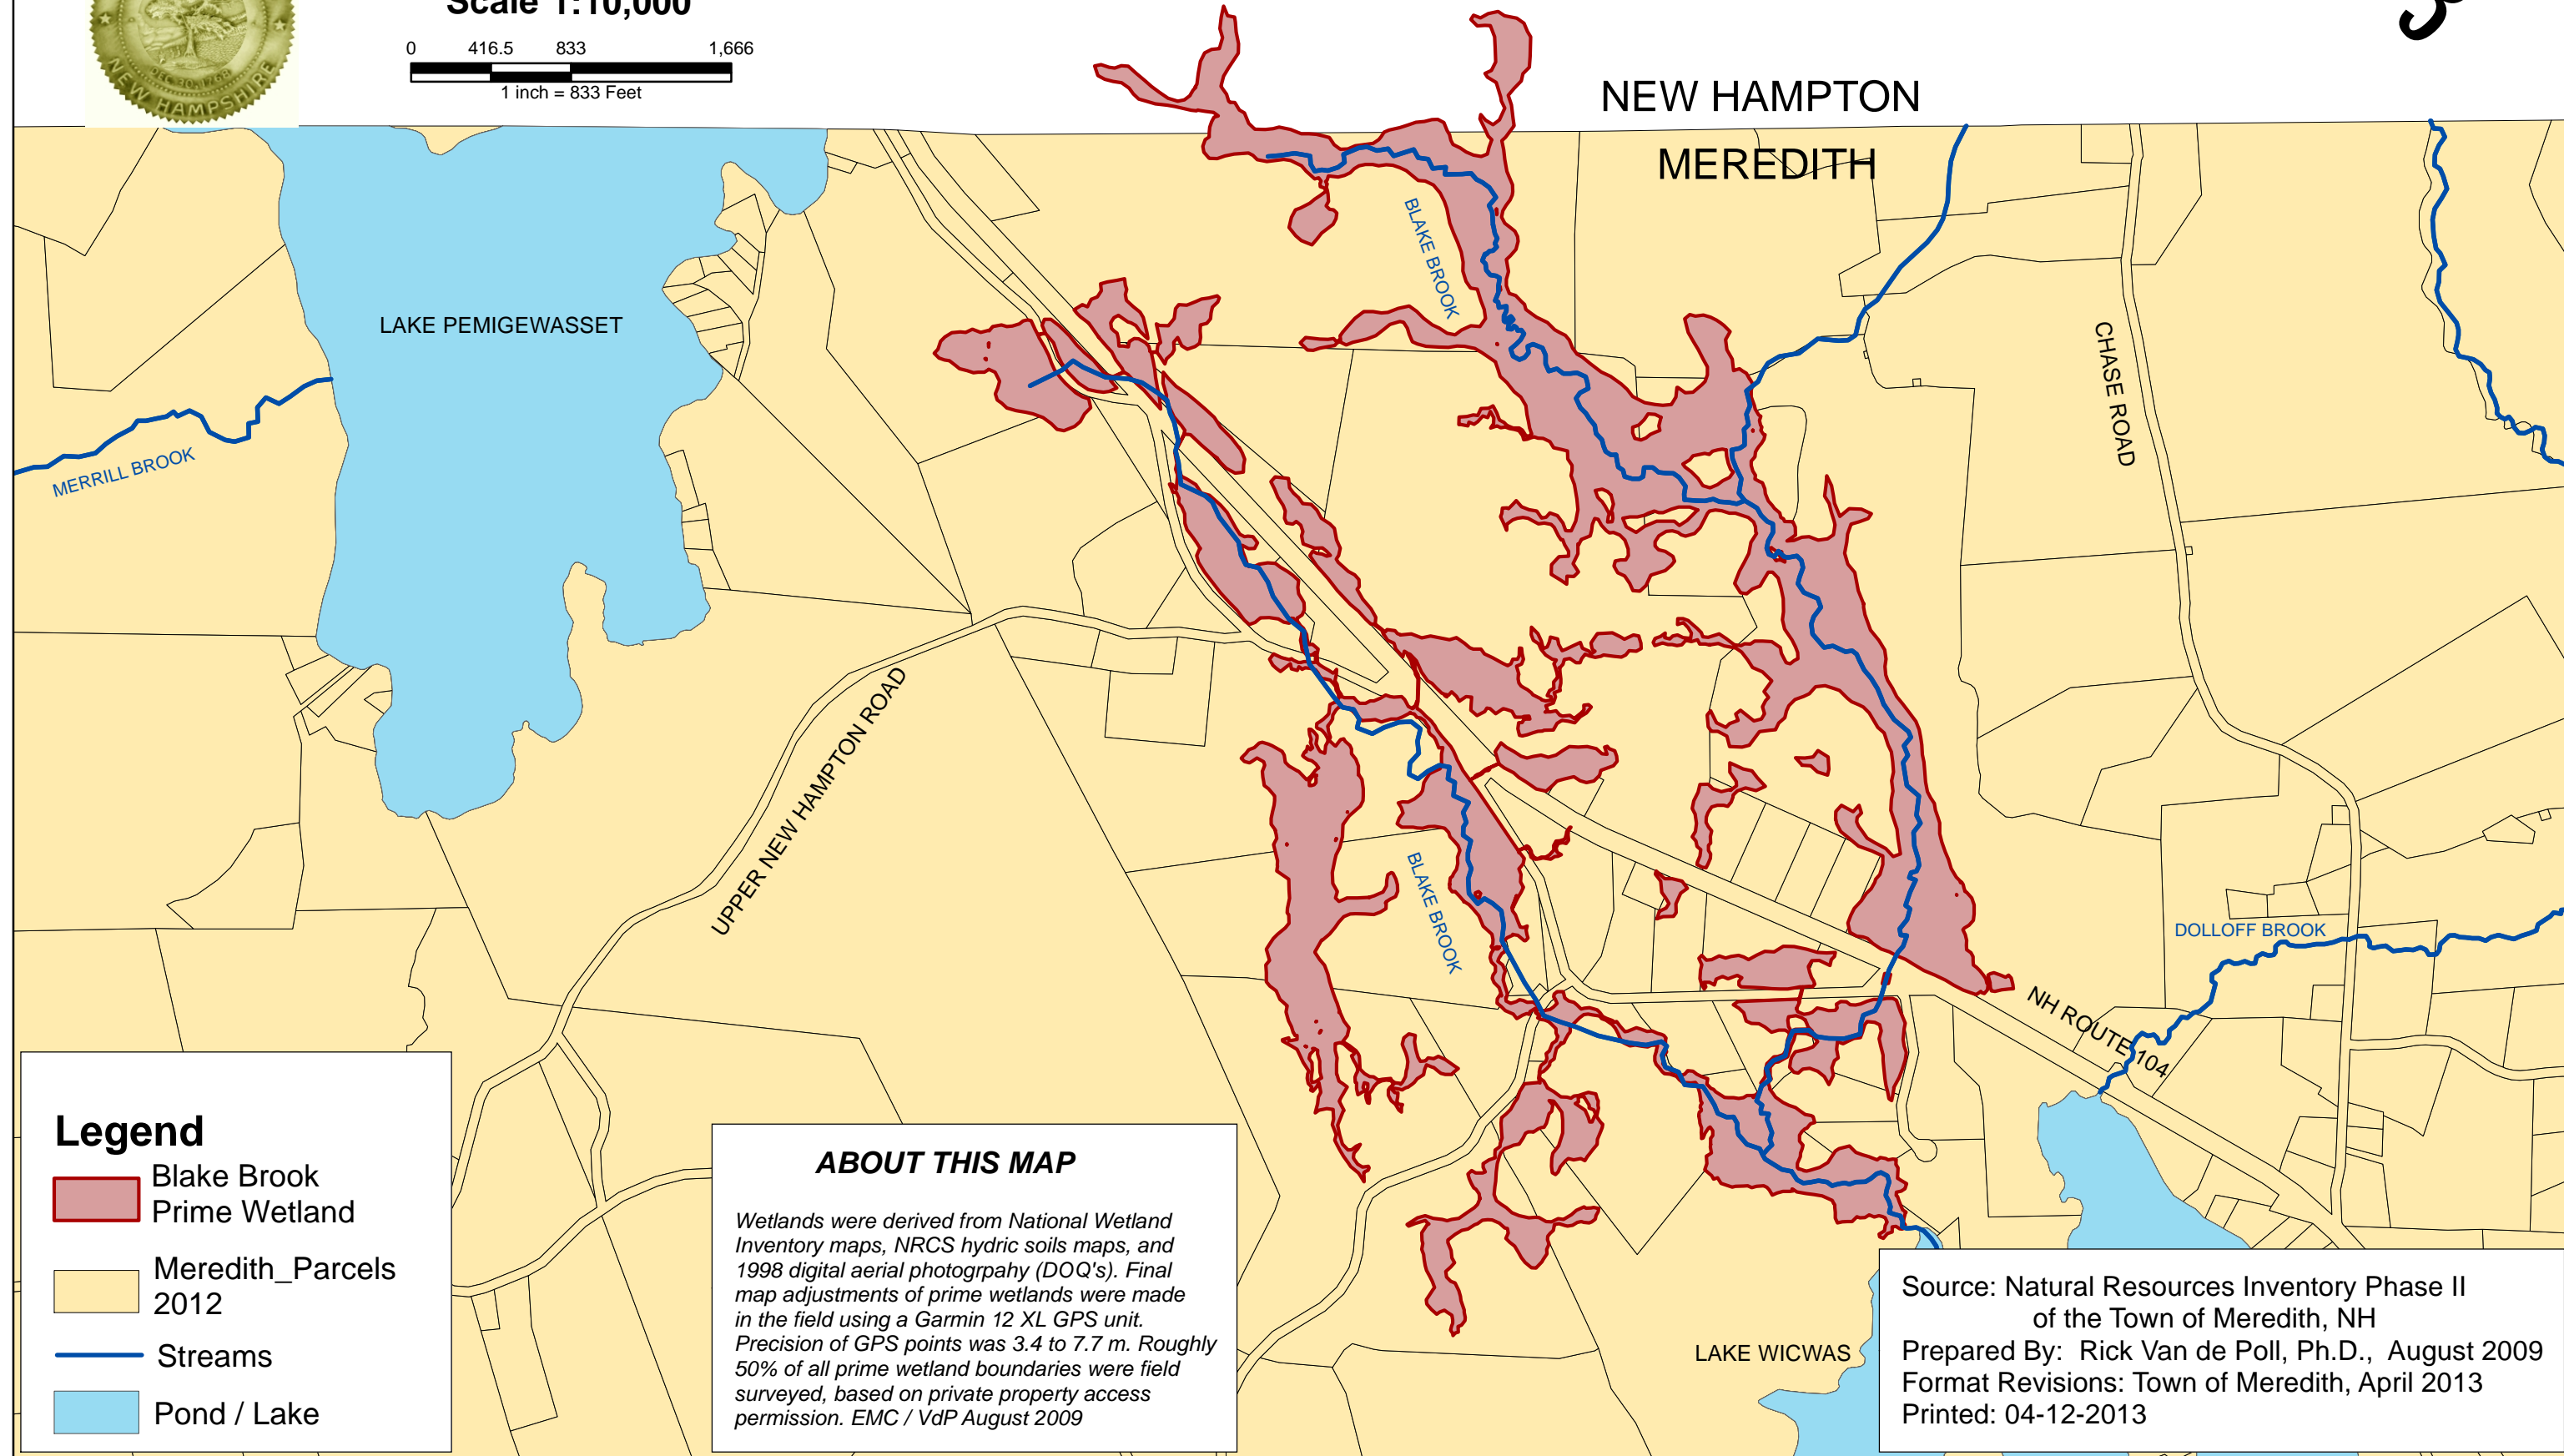 Scale 1:10,000
0 416.5 833 1,666
1 inch = 833 Feet
DEC 30 1768
NEW HAMPSHIRE
NEW HAMPTON
MEREDITH
BLAKE BROOK
LAKE PEMIGEWASSET
MERRILL BROOK
CHASE ROAD
UPPER NEW HAMPTON ROAD
BLAKE BROOK
DOLLOFF BROOK
NH ROUTE 104
LAKE WICWAS
Legend
Blake Brook
Prime Wetland
Meredith_Parcels
2012
Streams
Pond / Lake
ABOUT THIS MAP
Wetlands were derived from National Wetland
Inventory maps, NRCS hydric soils maps, and
1998 digital aerial photogrpahy (DOQ's). Final
map adjustments of prime wetlands were made
in the field using a Garmin 12 XL GPS unit.
Precision of GPS points was 3.4 to 7.7 m. Roughly
50% of all prime wetland boundaries were field
surveyed, based on private property access
permission. EMC / VdP August 2009
Source: Natural Resources Inventory Phase II
of the Town of Meredith, NH
Prepared By: Rick Van de Poll, Ph.D., August 2009
Format Revisions: Town of Meredith, April 2013
Printed: 04-12-2013